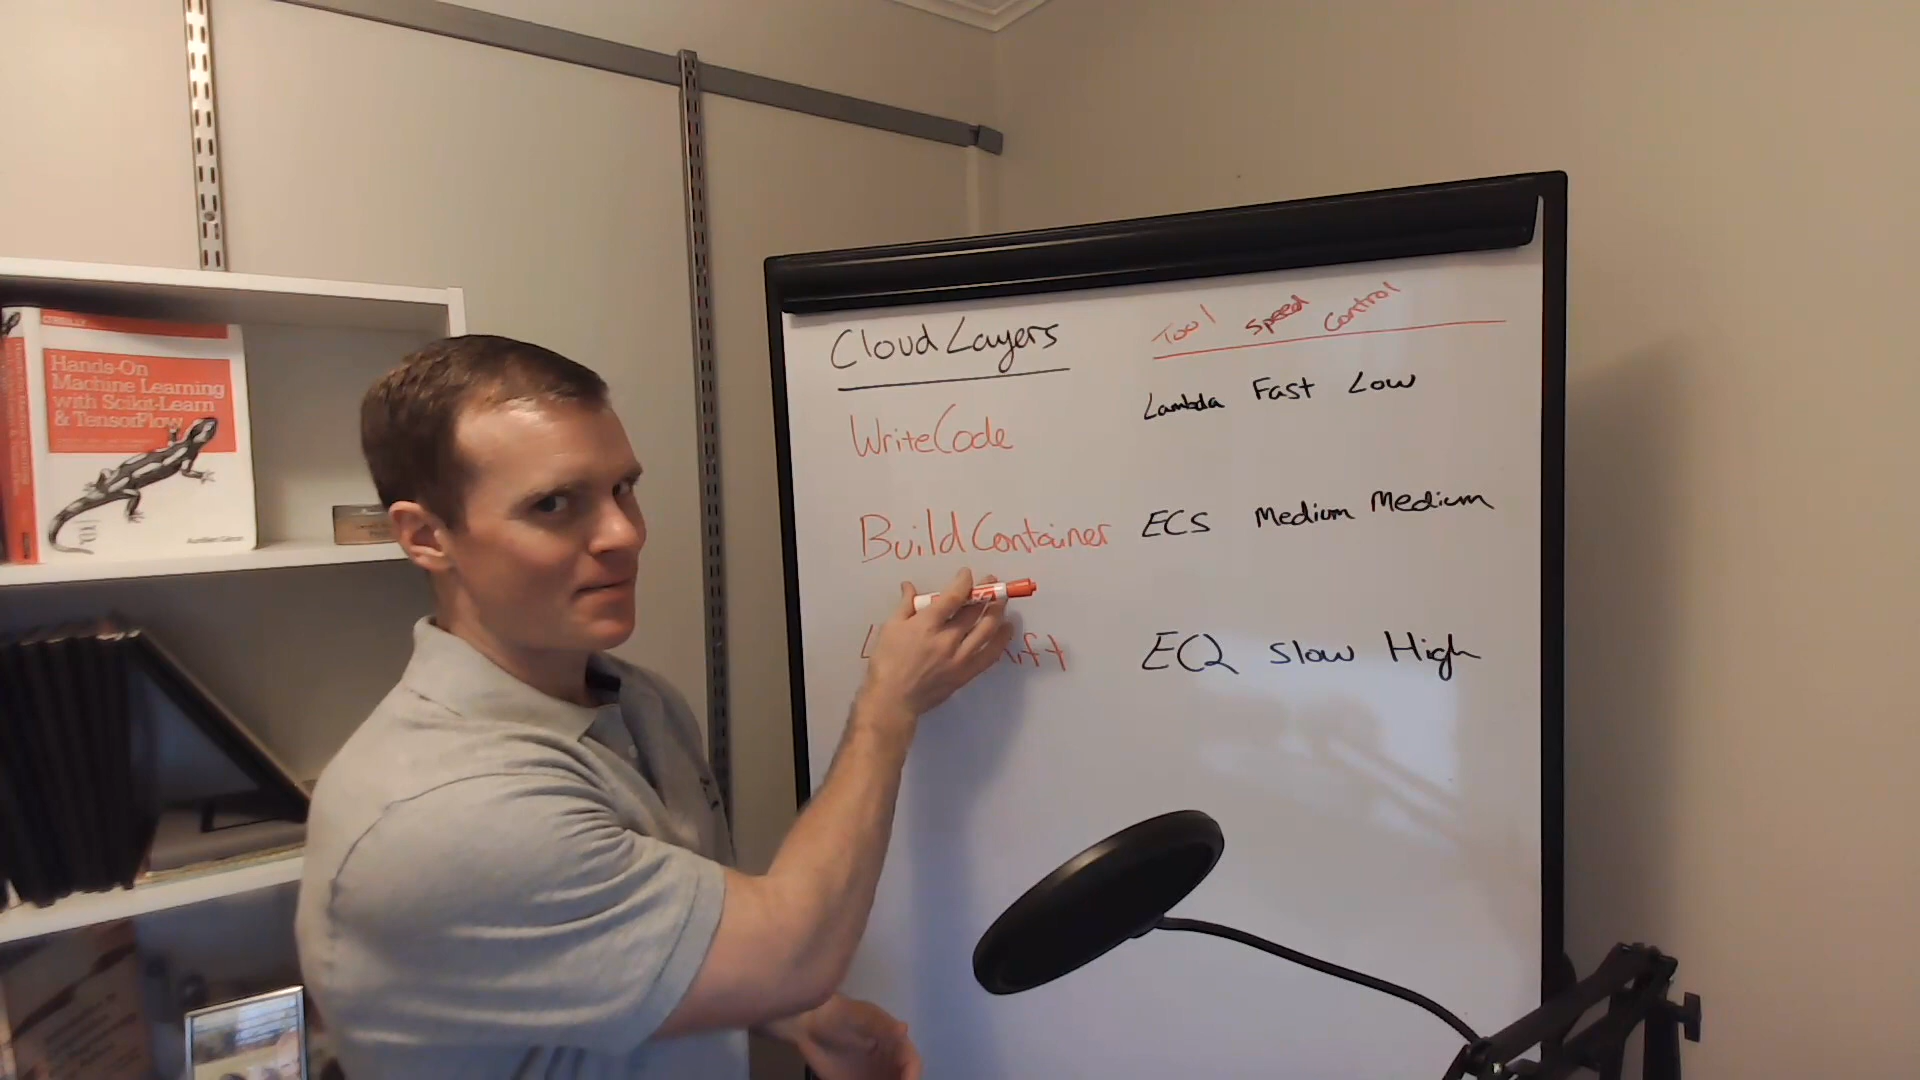 Hands-On
Machine Learning
with Scikit-Learn
& TensorFlow
Cloud Layers
Tool Speed Control
WriteCode Lambda Fast Low
Build Container ECS Medium Medium
EC2 Slow High